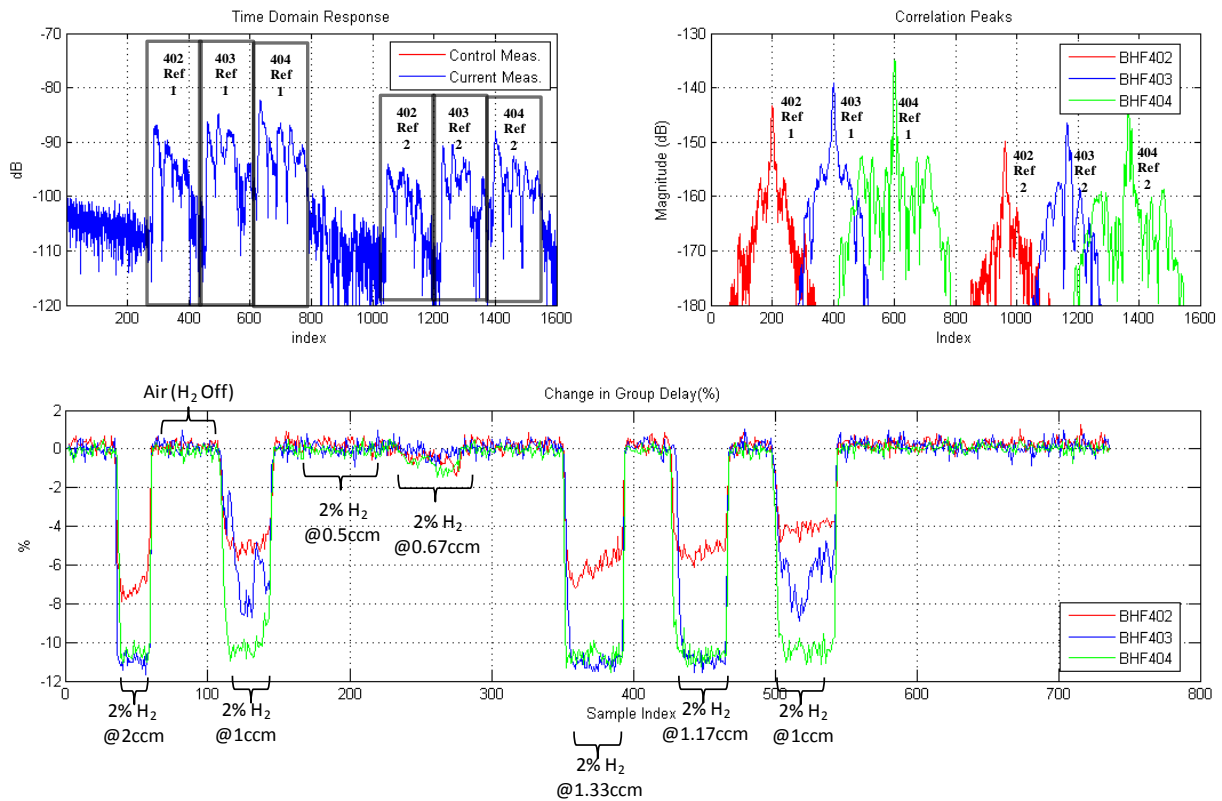 Time Domain Response
-70
-80
-90
-100
-110
-120
dB
200
400
600
800
1000
1200
1400
1600
index
402
Ref
1
403
Ref
1
404
Ref
1
402
Ref
2
403
Ref
2
404
Ref
2
Control Meas.
Current Meas.
Correlation Peaks
-130
-140
-150
-160
-170
-180
Magnitude (dB)
0
200
400
600
800
1000
1200
1400
1600
Index
402
Ref
1
403
Ref
1
404
Ref
1
402
Ref
2
403
Ref
2
404
Ref
2
BHF402
BHF403
BHF404
Air (H2 Off)
Change in Group Delay(%)
2
0
-2
-4
-6
-8
-10
-12
%
0
100
200
300
400
500
600
700
800
Sample Index
2% H2
@0.5ccm
2% H2
@0.67ccm
BHF402
BHF403
BHF404
2% H2
@2ccm
2% H2
@1ccm
2% H2
@1.33ccm
2% H2
@1.17ccm
2% H2
@1ccm